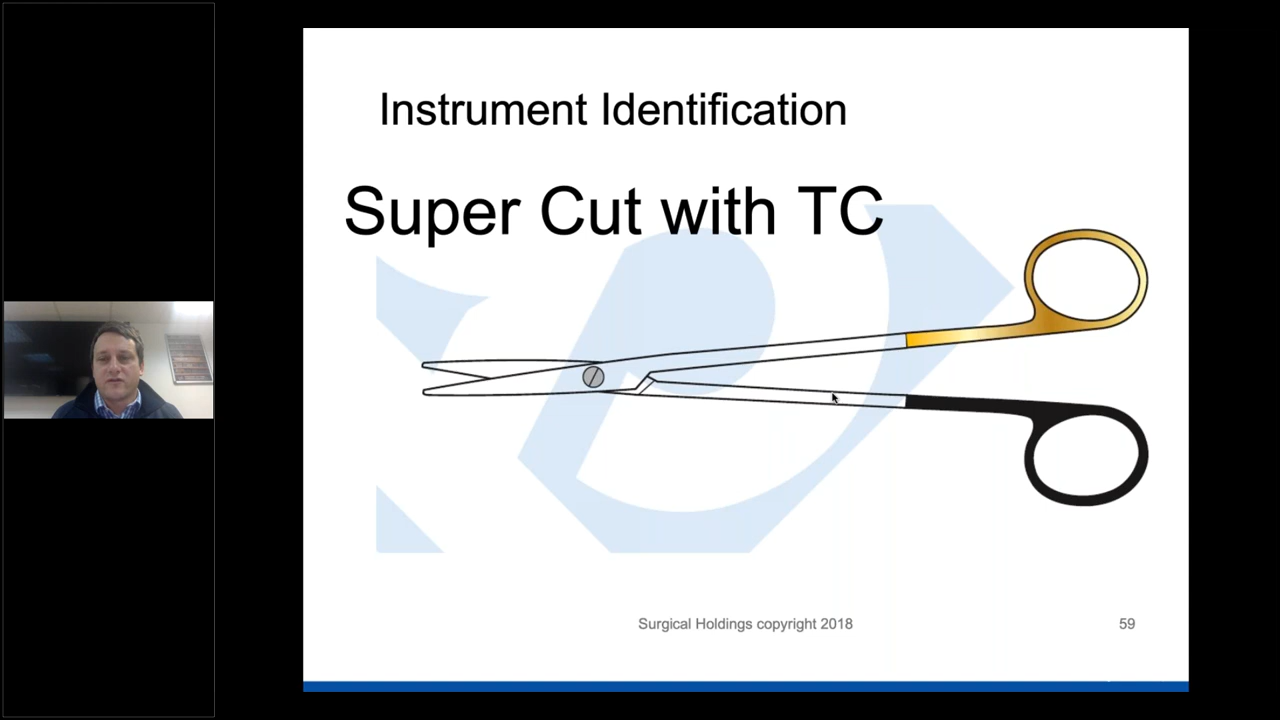 Instrument Identification
Super Cut with TC
Surgical Holdings copyright 2018
59